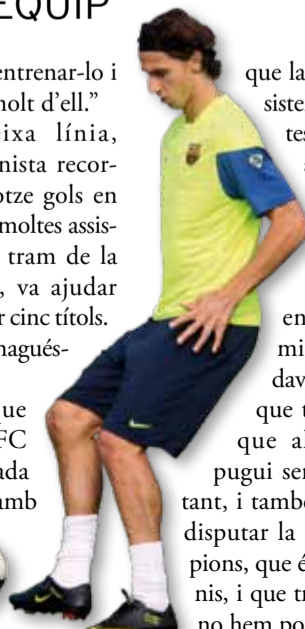 EQUIP
entrenar-lo i
molt d'ell."
eixa línia,
nista recor-
otze gols en
moltes assis-
tram de la
, va ajudar
r cinc títols.
nagués-
que
FC
ada
amb
que la
siste
tes
en
mi
dav
que t
que al
pugui ser
tant, i també
disputar la
pions, que é
nis, i que tr
no hem po